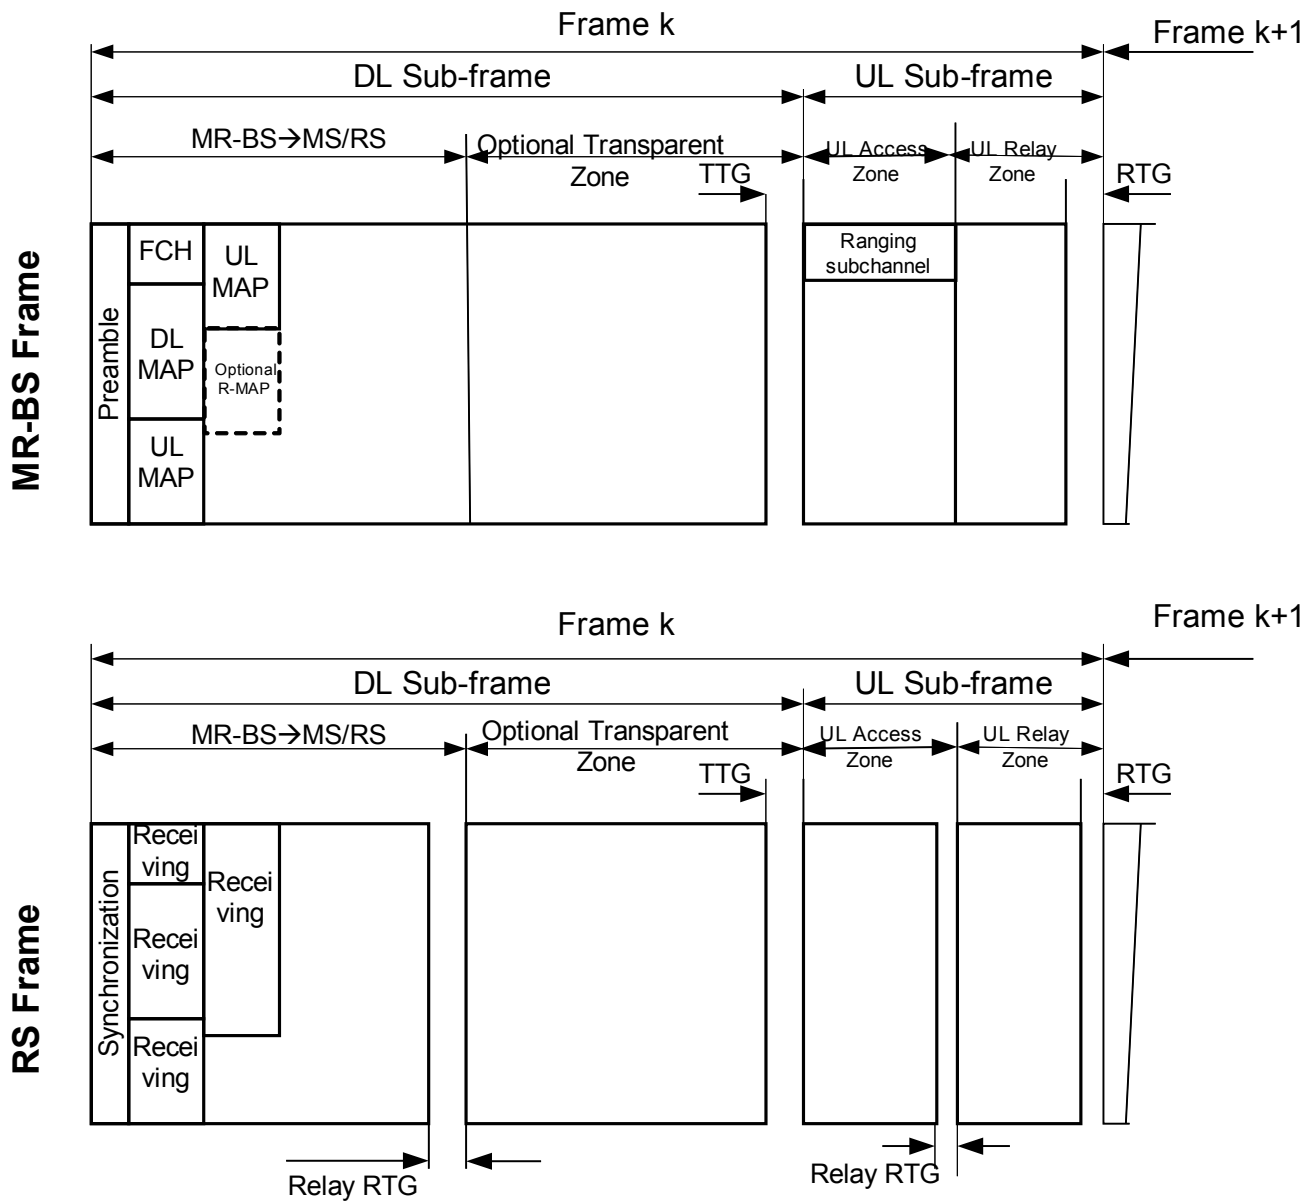 Frame k
Frame k+1
DL Sub-frame
UL Sub-frame
MR-BS→MS/RS
Optional Transparent
Zone
UL Access
Zone
UL Relay
Zone
TTG
RTG
MR-BS Frame
Preamble
FCH
DL
MAP
UL
MAP
UL
MAP
Optional
R-MAP
Ranging
subchannel
Frame k
Frame k+1
DL Sub-frame
UL Sub-frame
MR-BS→MS/RS
Optional Transparent
Zone
UL Access
Zone
UL Relay
Zone
TTG
RTG
RS Frame
Synchronization
Recei
ving
Recei
ving
Recei
ving
Recei
ving
Relay RTG
Relay RTG